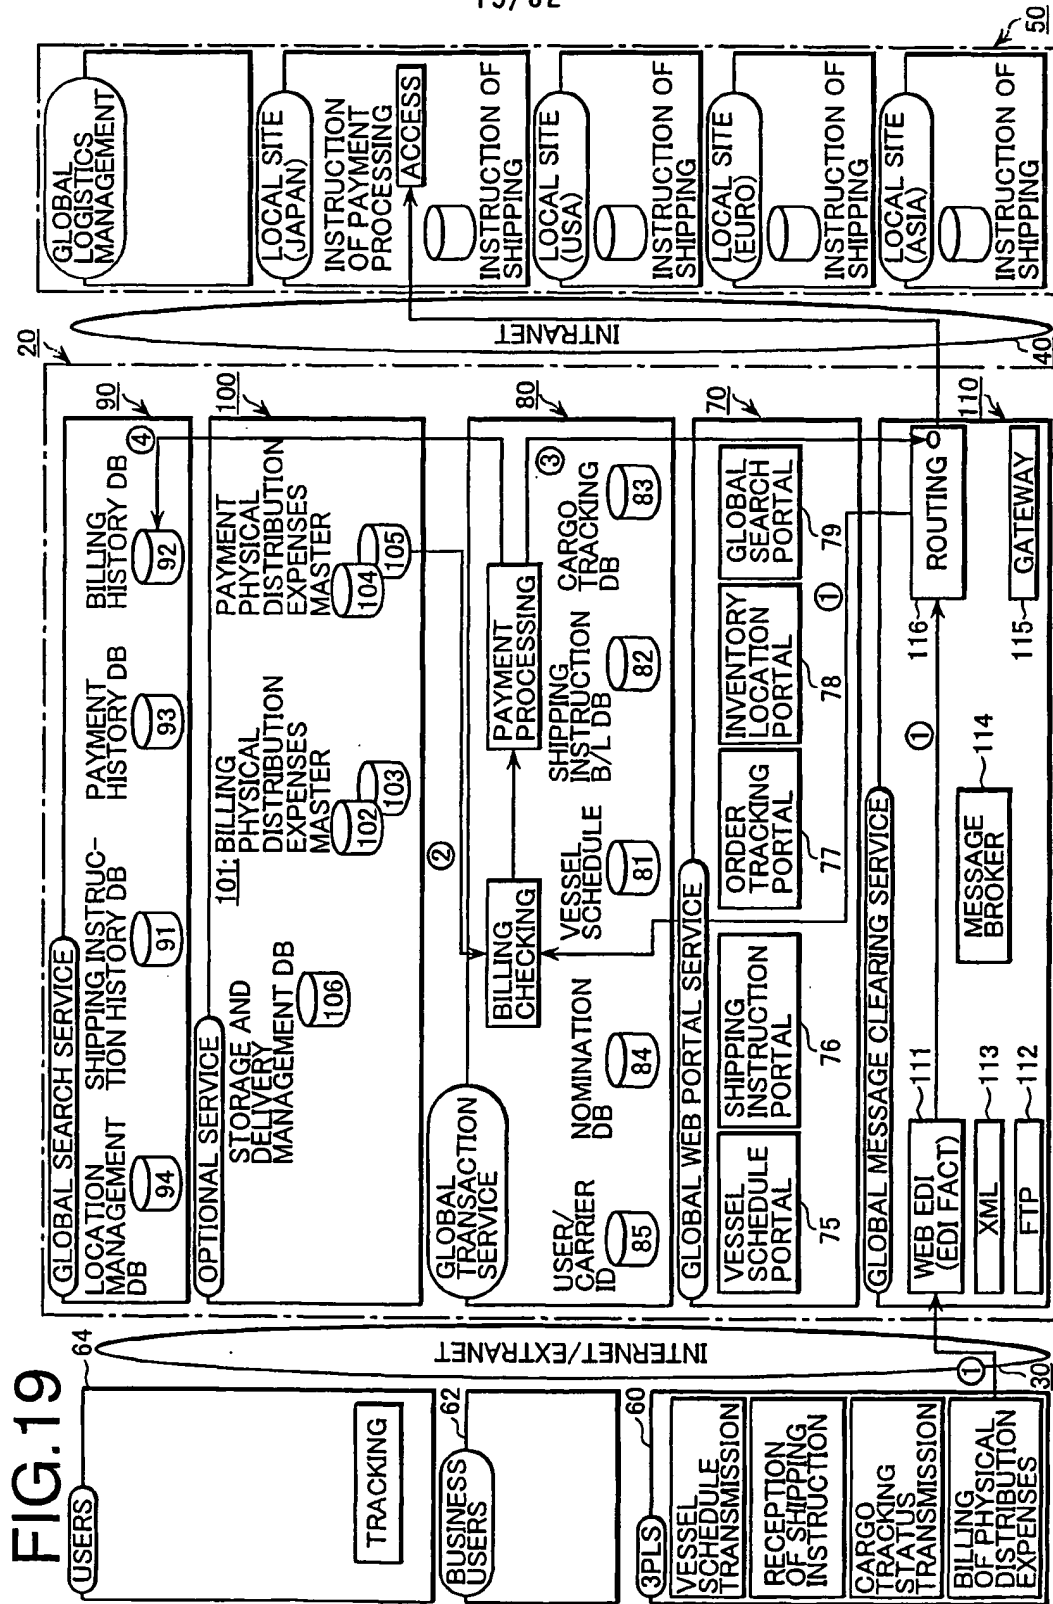 19/62
FIG.19
USERS
64
TRACKING
BUSINESS
USERS
62
3PLS
60
VESSEL
SCHEDULE
TRANSMISSION
RECEPTION
OF SHIPPING
INSTRUCTION
CARGO
TRACKING
STATUS
TRANSMISSION
BILLING
OF PHYSICAL
DISTRIBUTION
EXPENSES
INTERNET/EXTRANET
①
30
20
GLOBAL SEARCH SERVICE
90
LOCATION
MANAGEMENT
DB
94
SHIPPING INSTRUC-
TION HISTORY DB
91
PAYMENT
HISTORY DB
93
BILLING
HISTORY DB
92
④
OPTIONAL SERVICE
100
STORAGE AND
DELIVERY
MANAGEMENT DB
106
101: BILLING
PHYSICAL
DISTRIBUTION
EXPENSES
MASTER
102
103
PAYMENT
PHYSICAL
DISTRIBUTION
EXPENSES
MASTER
104
105
②
GLOBAL
TRANSACTION
SERVICE
80
BILLING
CHECKING
PAYMENT
PROCESSING
③
USER/
CARRIER
ID
85
NOMINATION
DB
84
VESSEL
SCHEDULE
81
SHIPPING
INSTRUCTION
B/L DB
82
CARGO
TRACKING
DB
83
GLOBAL WEB PORTAL SERVICE
70
VESSEL
SCHEDULE
PORTAL
75
SHIPPING
INSTRUCTION
PORTAL
76
ORDER
TRACKING
PORTAL
77
INVENTORY
LOCATION
PORTAL
78
①
GLOBAL
SEARCH
PORTAL
79
GLOBAL MESSAGE CLEARING SERVICE
110
WEB EDI
(EDI FACT)
111
XML
113
FTP
112
MESSAGE
BROKER
114
①
ROUTING
116
GATEWAY
115
INTRANET
40
50
GLOBAL
LOGISTICS
MANAGEMENT
LOCAL SITE
(JAPAN)
INSTRUCTION
OF PAYMENT
PROCESSING
ACCESS
INSTRUCTION OF
SHIPPING
LOCAL SITE
(USA)
INSTRUCTION OF
SHIPPING
LOCAL SITE
(EURO)
INSTRUCTION OF
SHIPPING
LOCAL SITE
(ASIA)
INSTRUCTION OF
SHIPPING